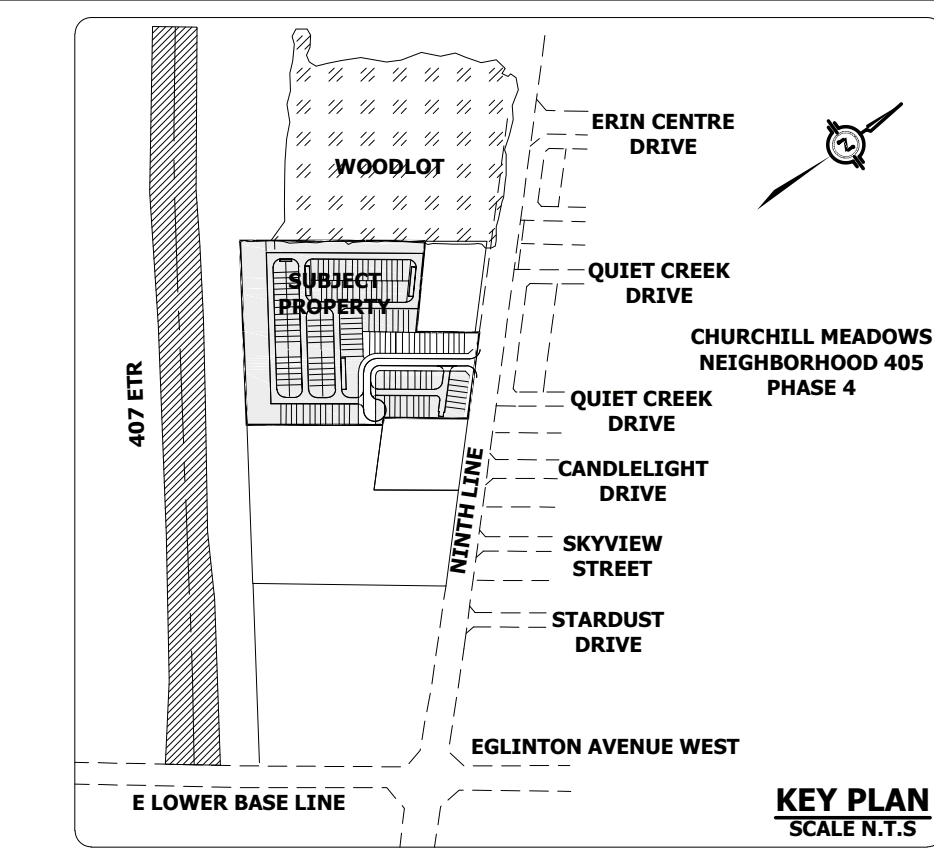 ERIN CENTRE
DRIVE
WOODLOT
SUBJECT
PROPERTY
QUIET CREEK
DRIVE
CHURCHILL MEADOWS
NEIGHBORHOOD 405
PHASE 4
407 ETR
QUIET CREEK
DRIVE
CANDLELIGHT
DRIVE
NINTH LINE
SKYVIEW
STREET
STARDUST
DRIVE
EGLINTON AVENUE WEST
E LOWER BASE LINE
KEY PLAN
SCALE N.T.S
N